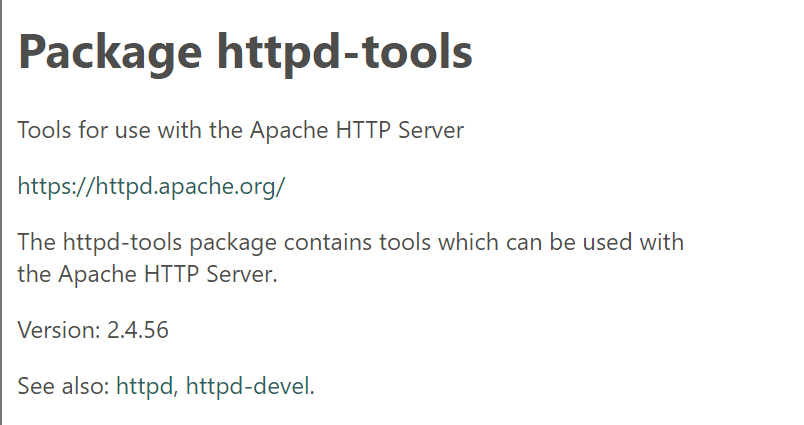 Package httpd-tools
Tools for use with the Apache HTTP Server
https://httpd.apache.org/
The httpd-tools package contains tools which can be used with
the Apache HTTP Server.
Version: 2.4.56
See also: httpd, httpd-devel.